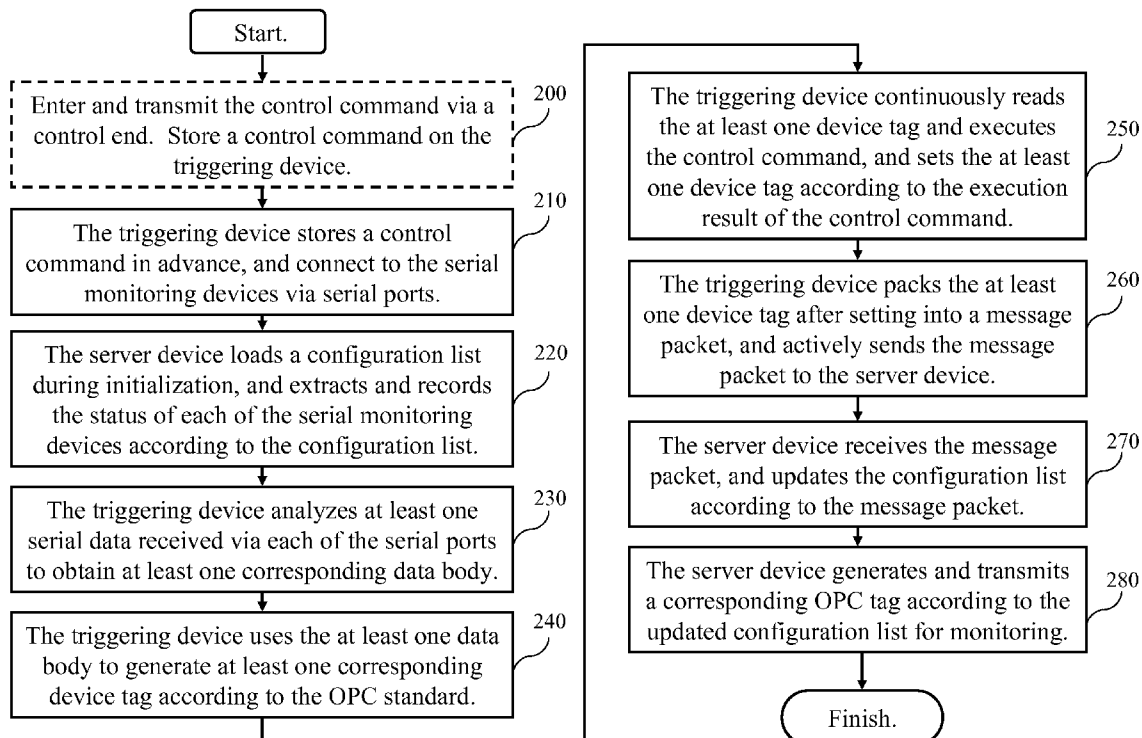 Start.
Enter and transmit the control command via a
control end.  Store a control command on the
triggering device.
200
The triggering device stores a control
command in advance, and connect to the serial
monitoring devices via serial ports.
210
The server device loads a configuration list
during initialization, and extracts and records
the status of each of the serial monitoring
devices according to the configuration list.
220
The triggering device analyzes at least one
serial data received via each of the serial ports
to obtain at least one corresponding data body.
230
The triggering device uses the at least one data
body to generate at least one corresponding
device tag according to the OPC standard.
240
The triggering device continuously reads
the at least one device tag and executes
the control command, and sets the at least
one device tag according to the execution
result of the control command.
250
The triggering device packs the at least
one device tag after setting into a message
packet, and actively sends the message
packet to the server device.
260
The server device receives the message
packet, and updates the configuration list
according to the message packet.
270
The server device generates and transmits
a corresponding OPC tag according to the
updated configuration list for monitoring.
280
Finish.